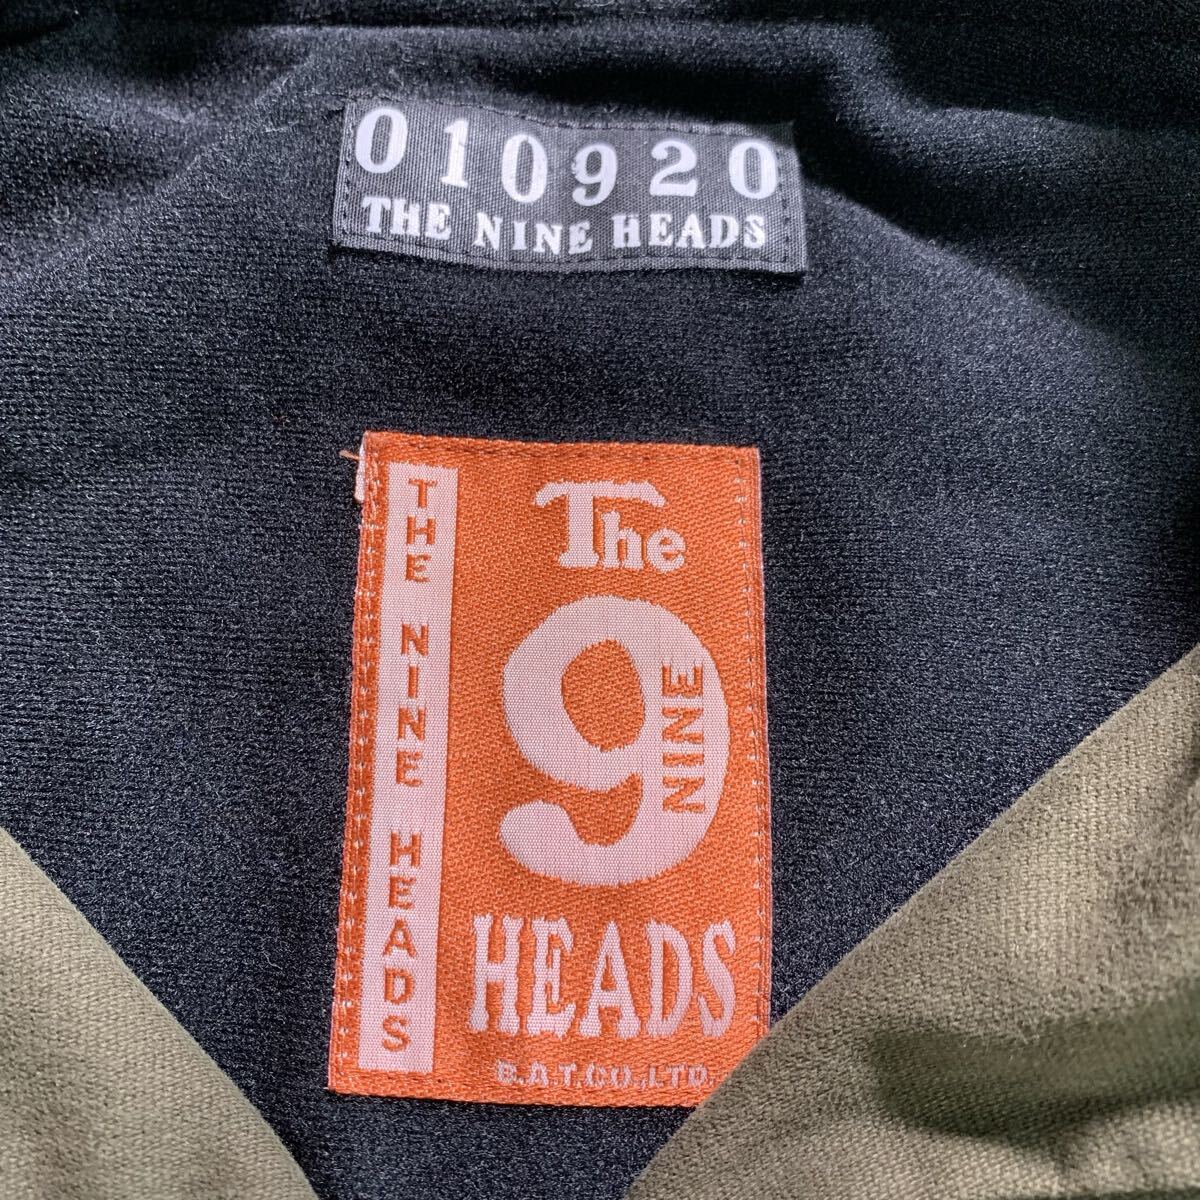 010920
THE NINE HEADS
THE NINE HEADS
The
9
NINE
HEADS
B.A.T.CO.,LTD.